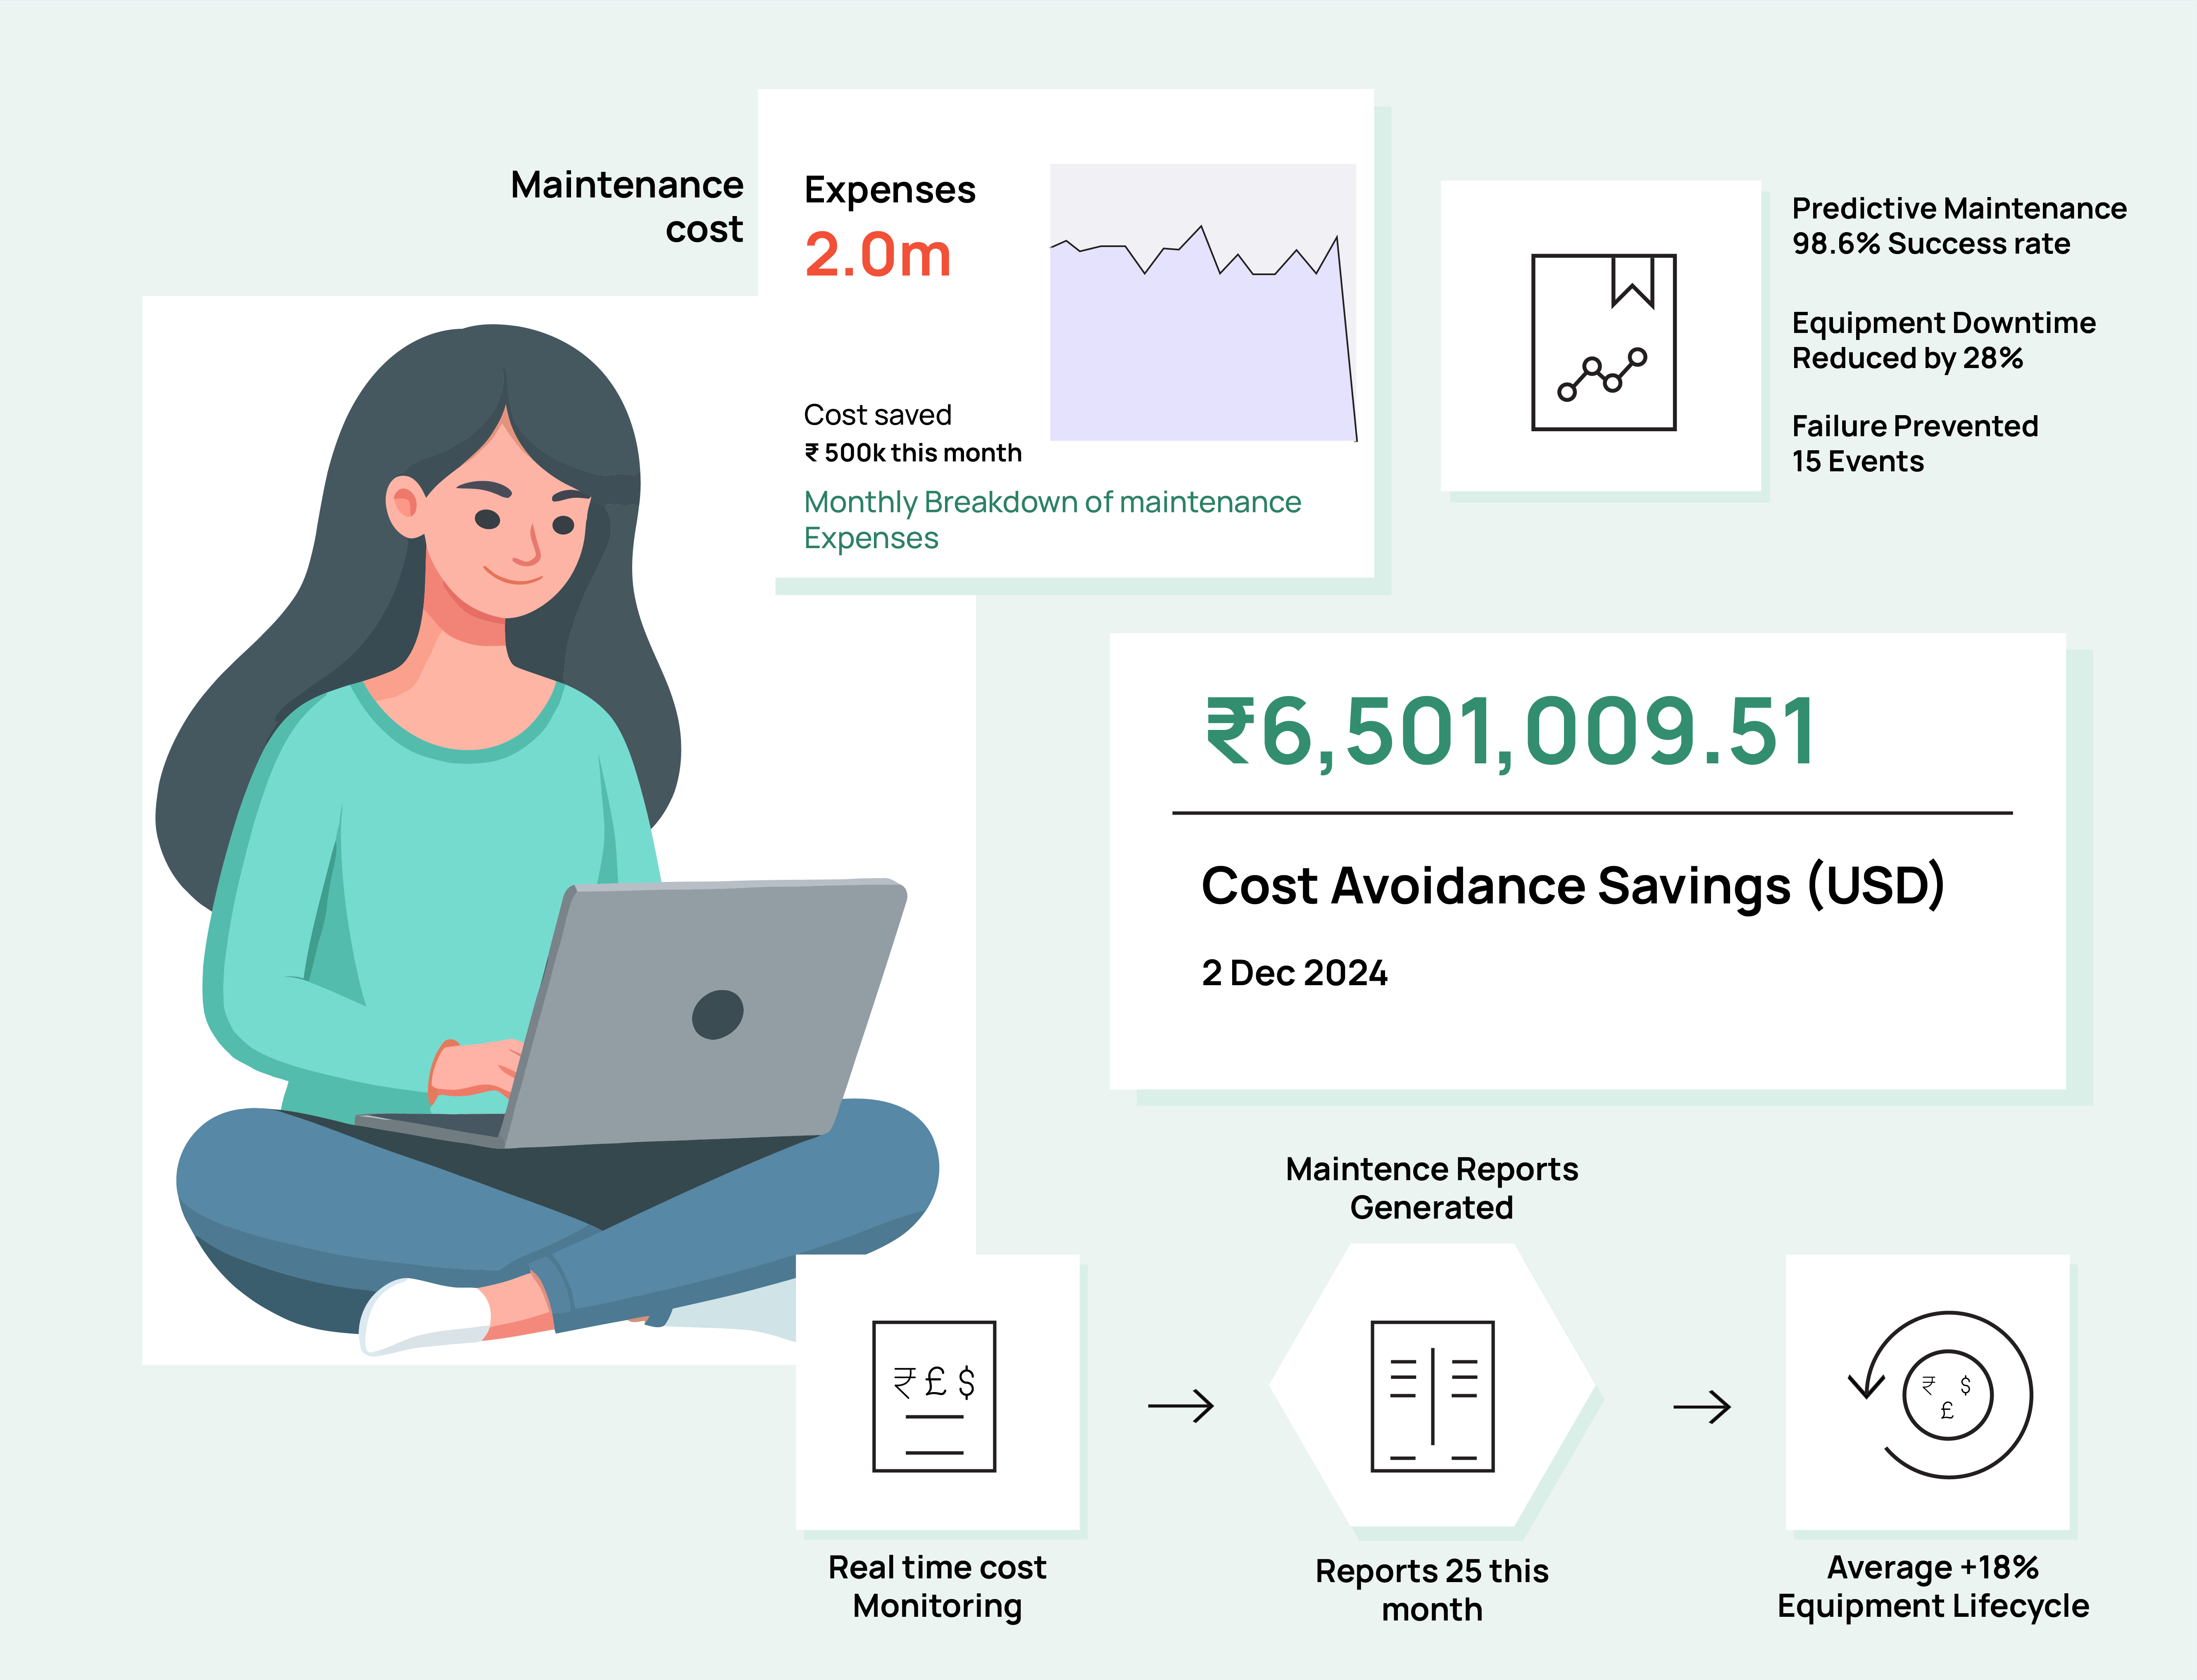 Maintenance
cost
Expenses
2.0m
Cost saved
₹ 500k this month
Monthly Breakdown of maintenance
Expenses
Predictive Maintenance
98.6% Success rate
Equipment Downtime
Reduced by 28%
Failure Prevented
15 Events
₹6,501,009.51
Cost Avoidance Savings (USD)
2 Dec 2024
Maintence Reports
Generated
₹ £ $
₹ $
£
Real time cost
Monitoring
Reports 25 this
month
Average +18%
Equipment Lifecycle